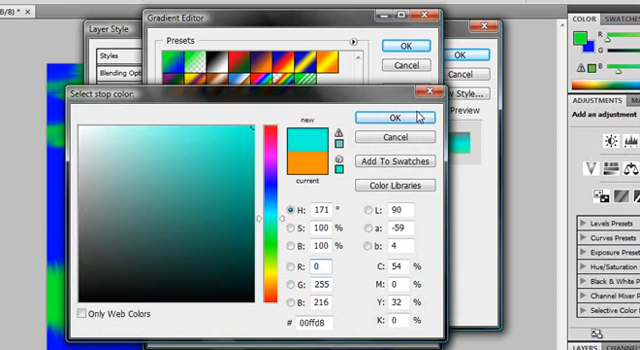 B/8) * ×
Gradient Editor
Layer Style
Presets
OK
Cancel
Styles
Blending Opti
OK
Cancel
w Style...
Preview
Select stop color:
new
current
OK
Cancel
Add To Swatches
Color Libraries
H: 171 °
S: 100 %
B: 100 %
R: 0
G: 255
B: 216
L: 90
a: -59
b: 4
C: 54 %
M: 0 %
Y: 32 %
K: 0 %
# 00ffd8
Only Web Colors
COLOR
SWATCHES
R
G
B
ADJUSTMENTS
Add an adjustment
Levels Presets
Curves Presets
Exposure Presets
Hue/Saturation
Black & White P
Channel Mixer
Selective Color
LAYERS
CHANNE